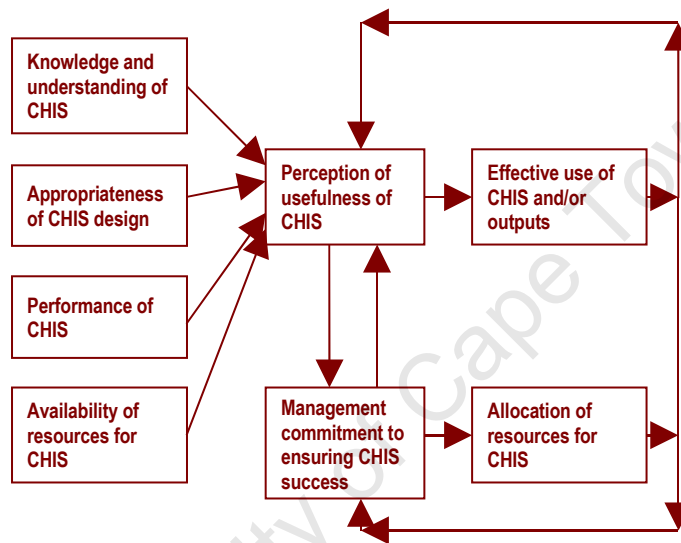 Knowledge and
understanding of
CHIS
Appropriateness
of CHIS design
Performance of
CHIS
Availability of
resources for
CHIS
Perception of
usefulness of
CHIS
Effective use of
CHIS and/or
outputs
Management
commitment to
ensuring CHIS
success
Allocation of
resources for
CHIS
of Cape